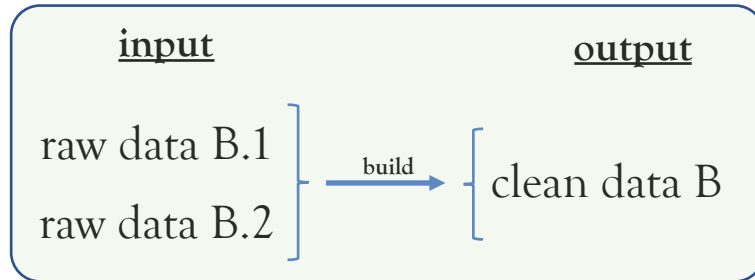 input
output
raw data B.1
build
clean data B
raw data B.2